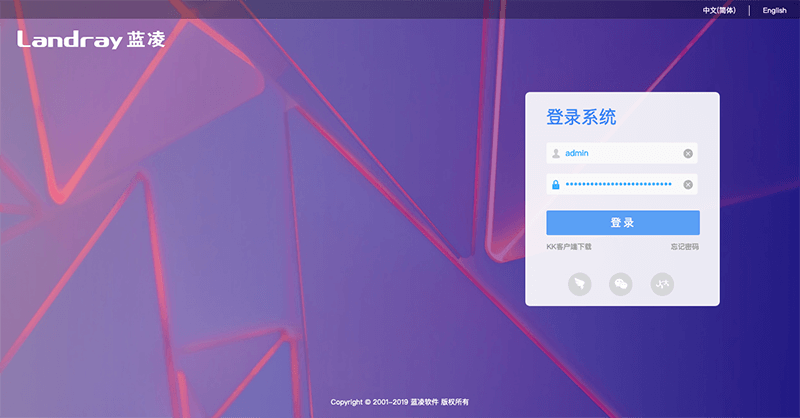 中文(简体) English
Landray 蓝凌
登录系统
admin
**************************
登 录
KK客户端下载 忘记密码
Copyright © 2001-2019 蓝凌软件 版权所有